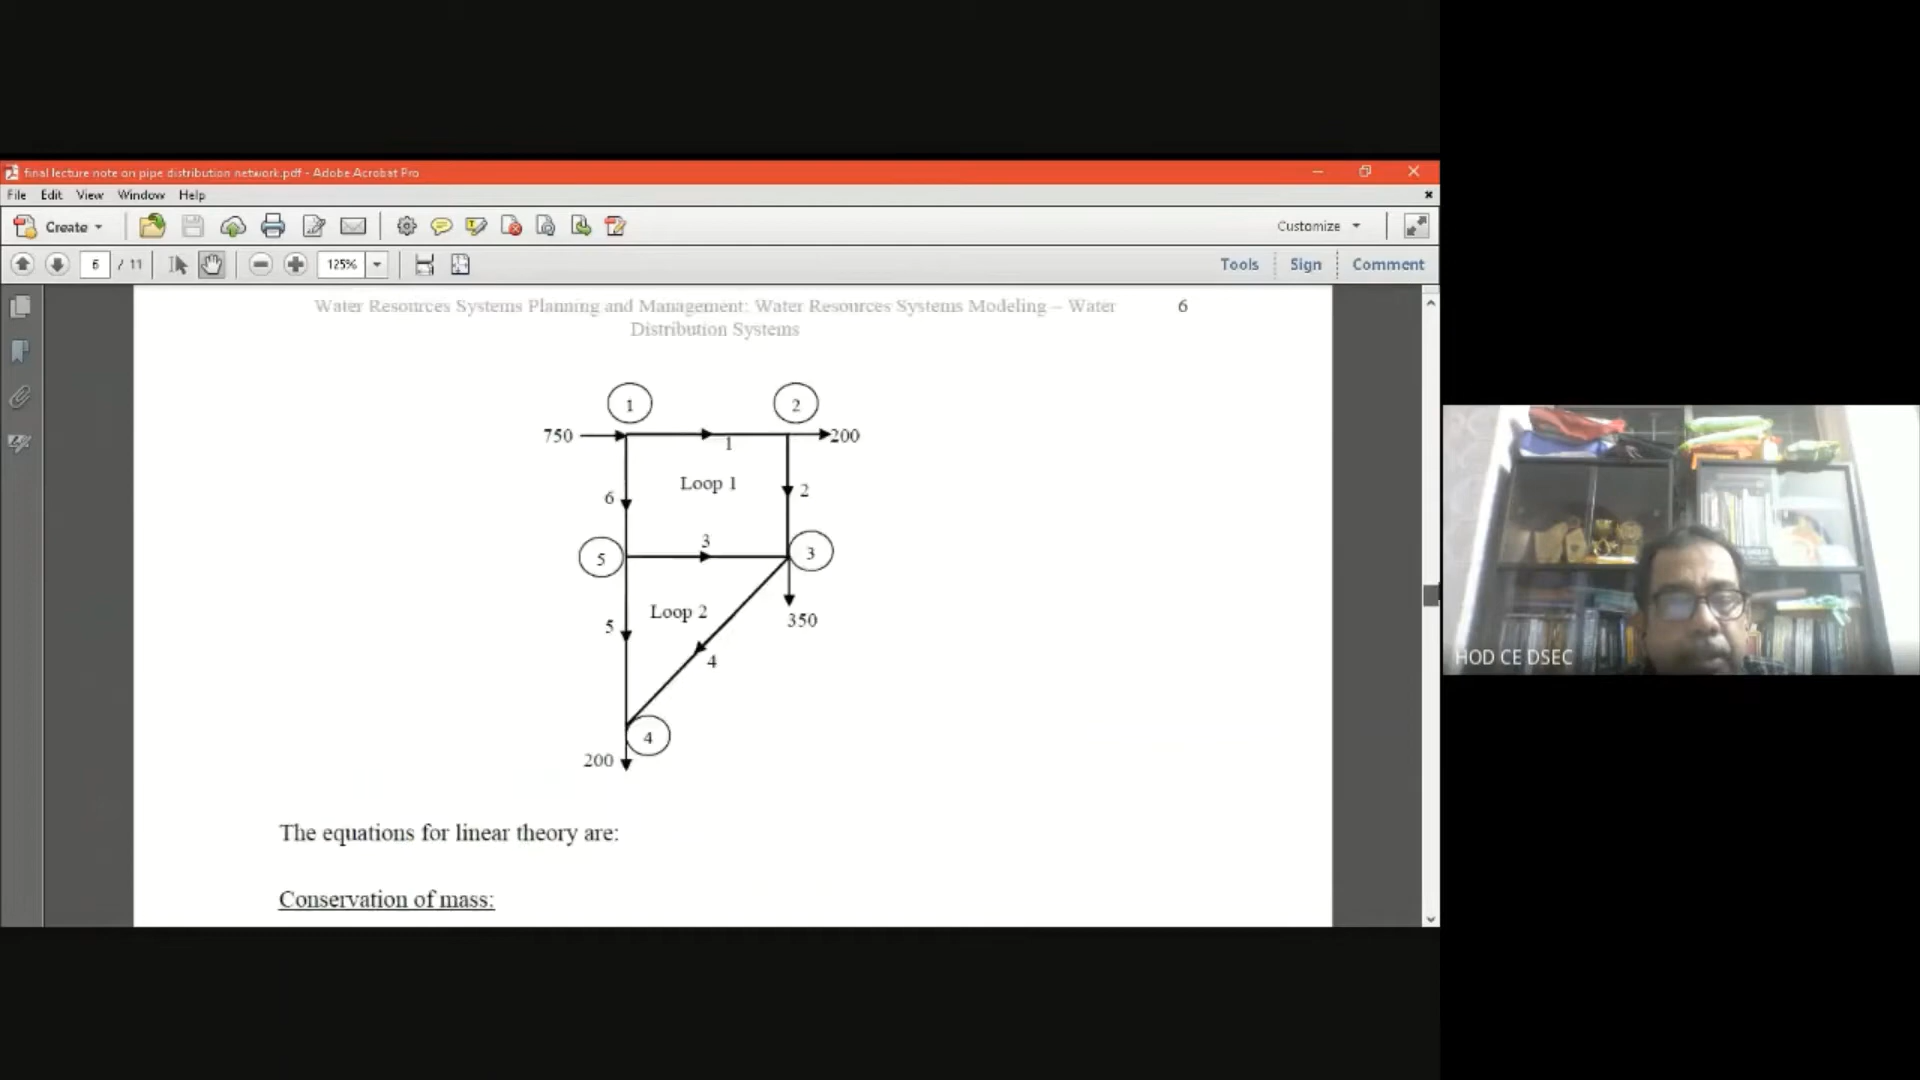 final lecture note on pipe distribution network.pdf - Adobe Acrobat Pro
File Edit View Window Help
Create Customize
6 / 11 125% Tools Sign Comment
Water Resources Systems Planning and Management: Water Resources Systems Modeling – Water 6
Distribution Systems
1 2
750 200
1
Loop 1
6 2
3
5 3
Loop 2
5 350
4
4
200
The equations for linear theory are:
Conservation of mass:
HOD CE DSEC